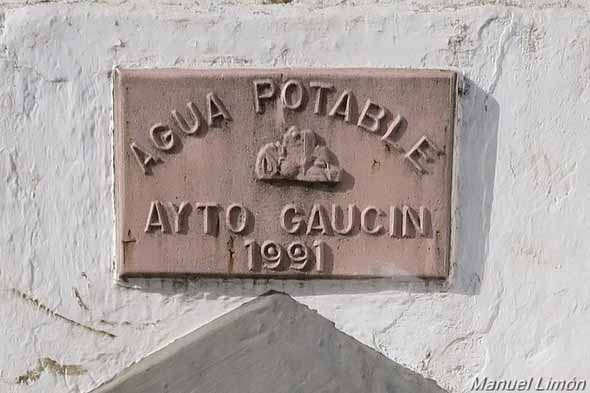 AGUA POTABLE
AYTO GAUCIN
1991
Manuel Limón